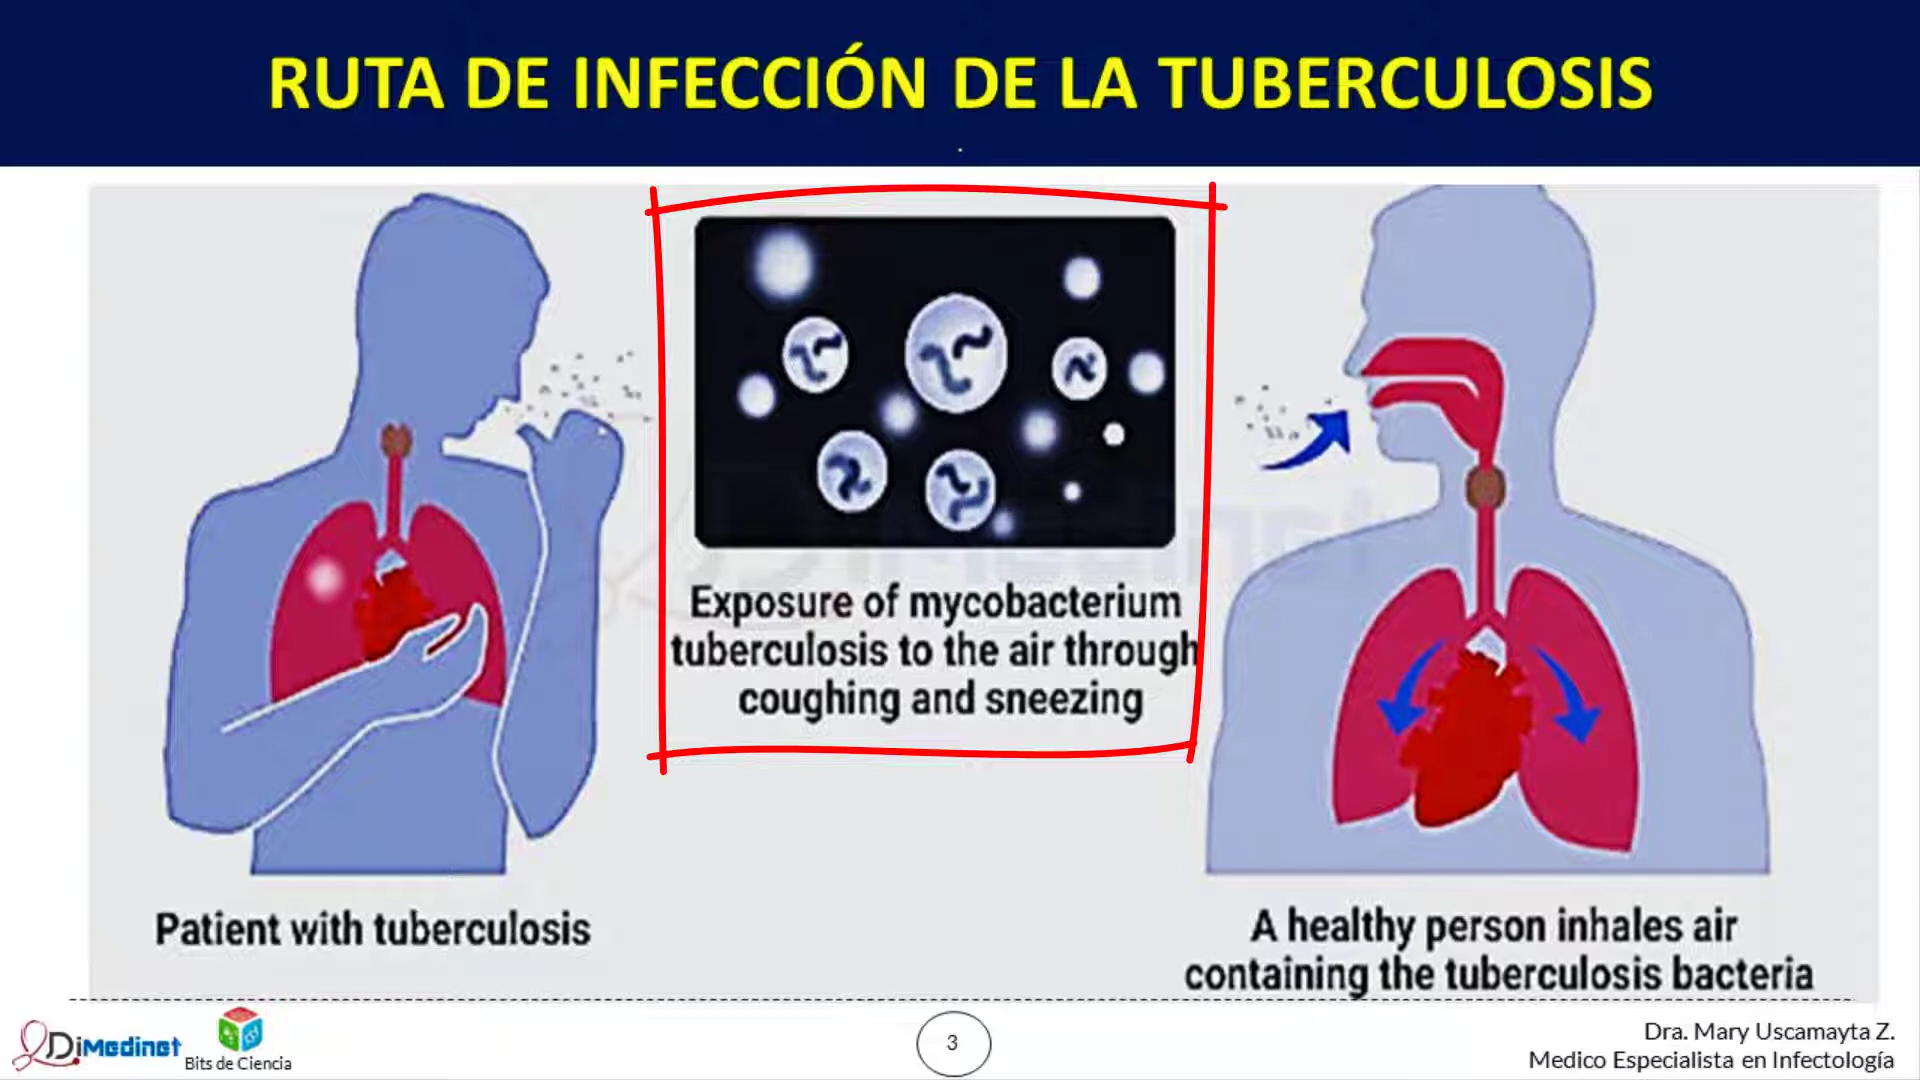 RUTA DE INFECCIÓN DE LA TUBERCULOSIS
Exposure of mycobacterium
tuberculosis to the air through
coughing and sneezing
Patient with tuberculosis
A healthy person inhales air
containing the tuberculosis bacteria
DiMedinet
Bits de Ciencia
3
Dra. Mary Uscamayta Z.
Medico Especialista en Infectología